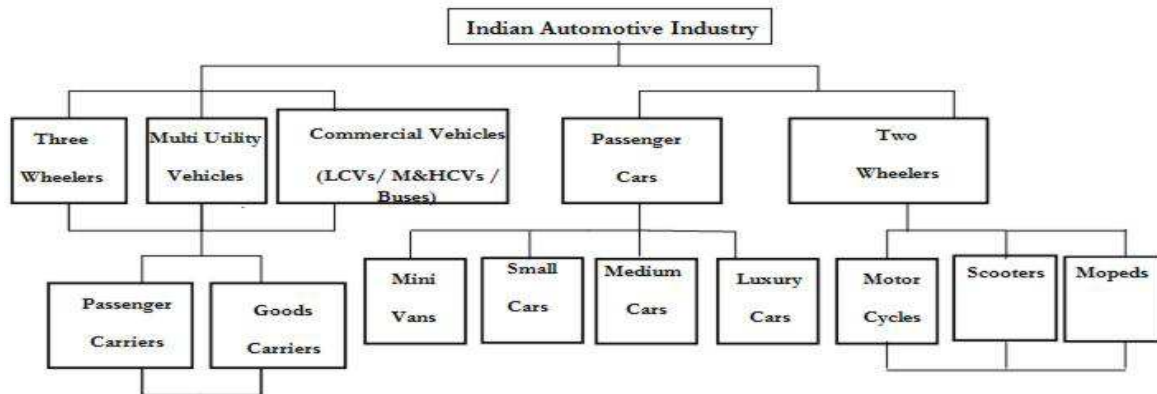 Indian Automotive Industry
Three
Wheelers
Multi Utility
Vehicles
Commercial Vehicles
(LCVs/ M&HCVs /
Buses)
Passenger
Cars
Two
Wheelers
Mini
Vans
Small
Cars
Medium
Cars
Luxury
Cars
Motor
Cycles
Scooters
Mopeds
Passenger
Carriers
Goods
Carriers